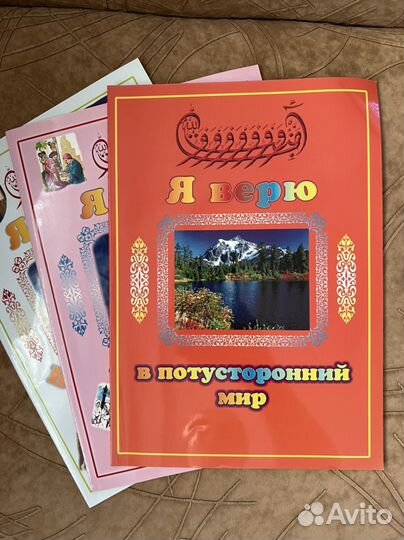 Я верю
в потусторонний
мир
Я
Я
Avito